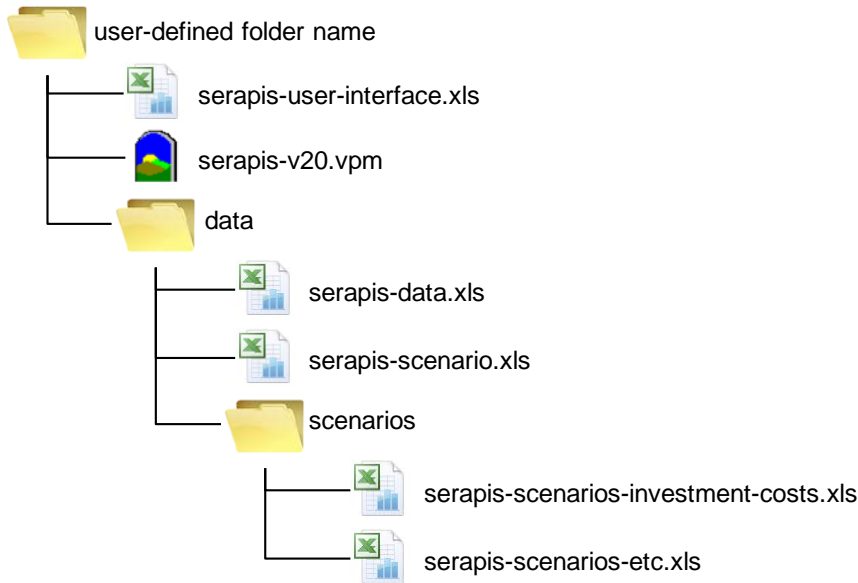 user-defined folder name
serapis-user-interface.xls
serapis-v20.vpm
data
serapis-data.xls
serapis-scenario.xls
scenarios
serapis-scenarios-investment-costs.xls
serapis-scenarios-etc.xls